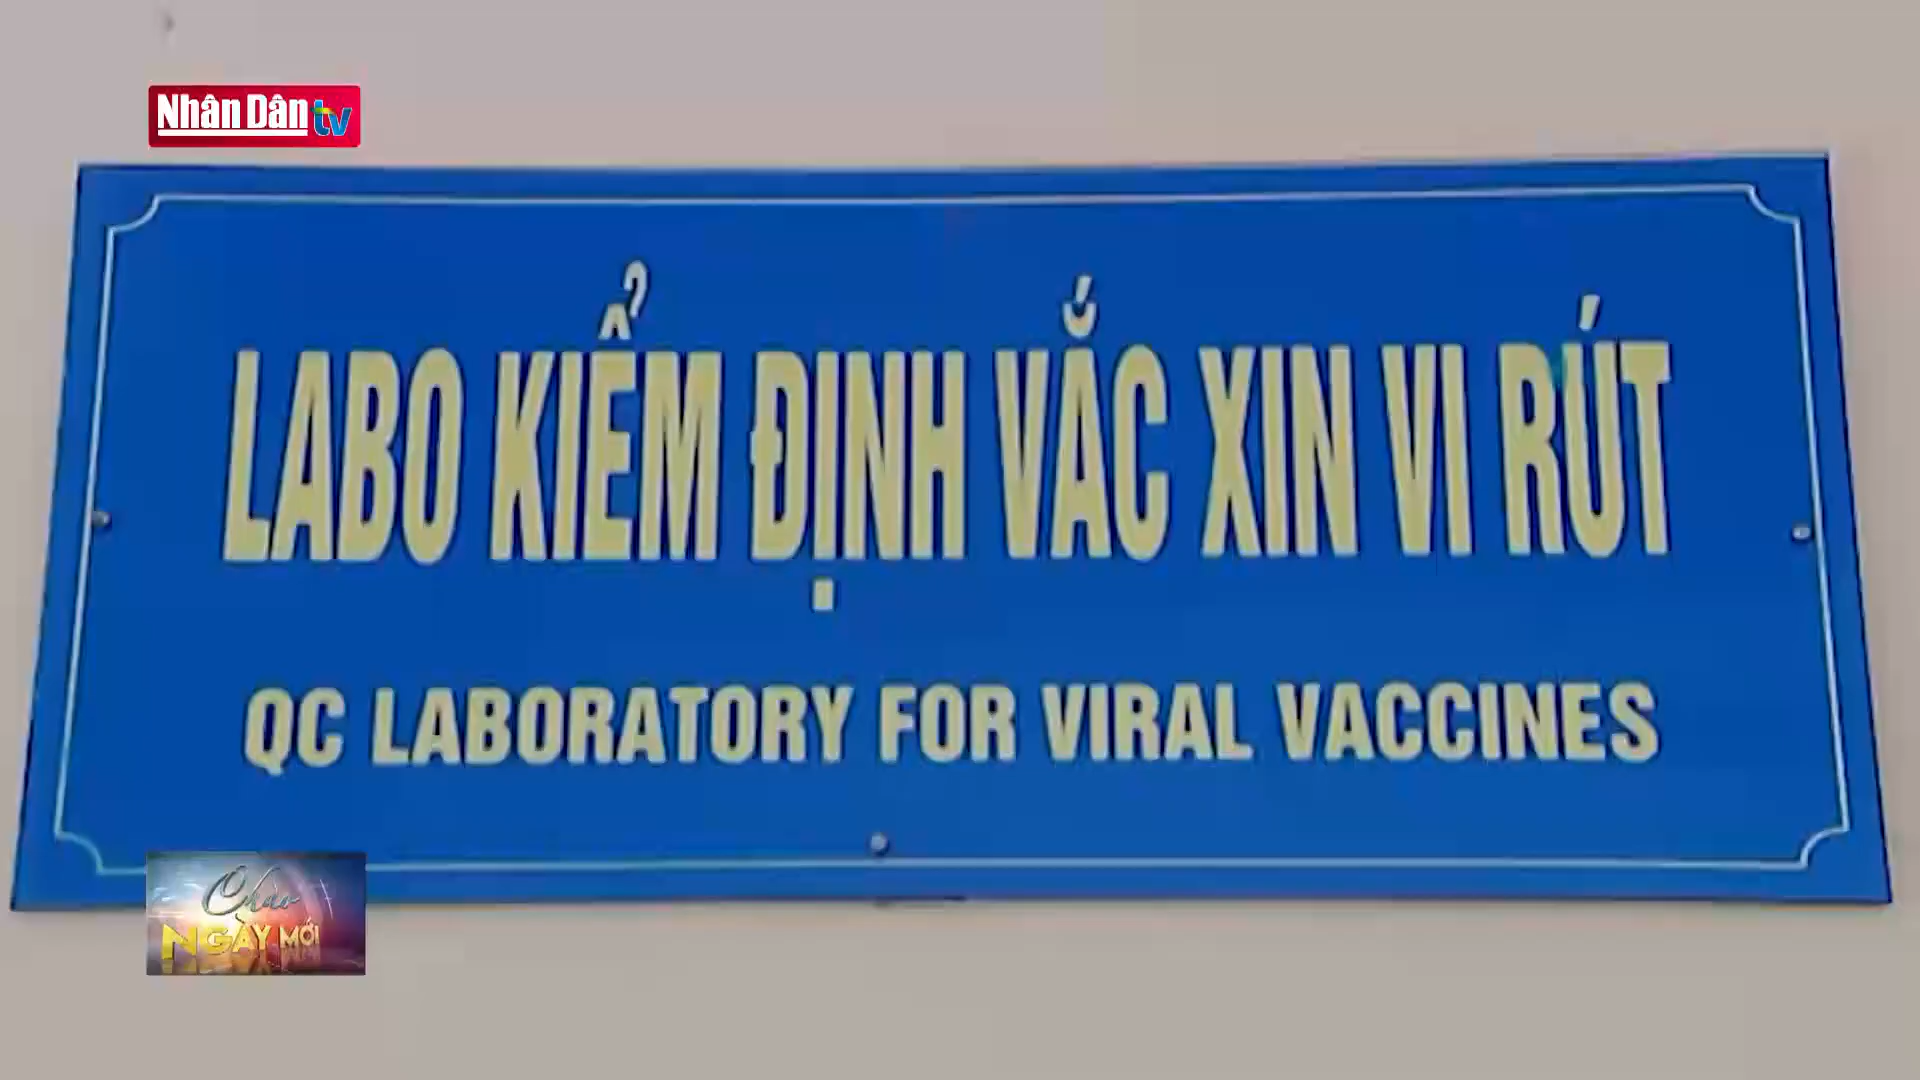 Nhân Dân tv
LABO KIỂM ĐỊNH VẮC XIN VI RÚT
QC LABORATORY FOR VIRAL VACCINES
Chào
NGÀY MỚI